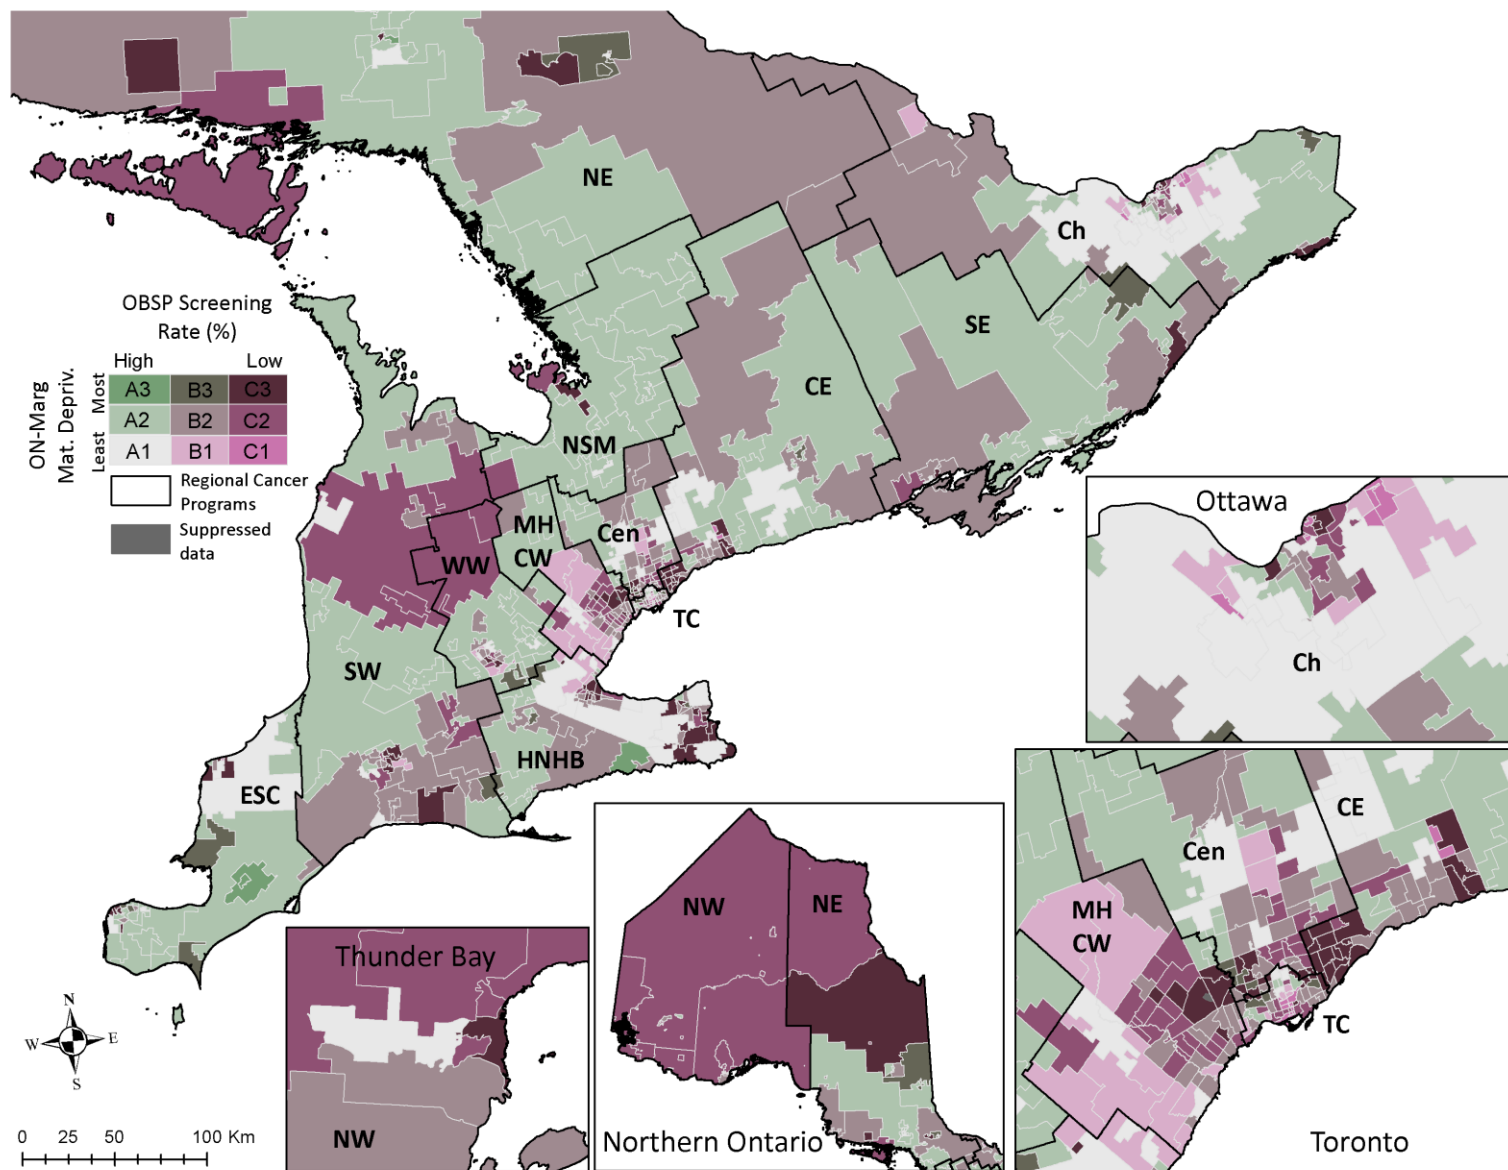 NE
Ch
SE
CE
NSM
MH
CW
Cen
WW
TC
SW
HNHB
ESC
OBSP Screening
Rate (%)
High Low
ON-Marg
Mat. Depriv.
Least Most
A3 B3 C3
A2 B2 C2
A1 B1 C1
Regional Cancer
Programs
Suppressed
data
Ottawa
Ch
CE
Cen
MH
CW
TC
Toronto
NW
NE
Northern Ontario
Thunder Bay
NW
N
W E
S
0 25 50 100 Km